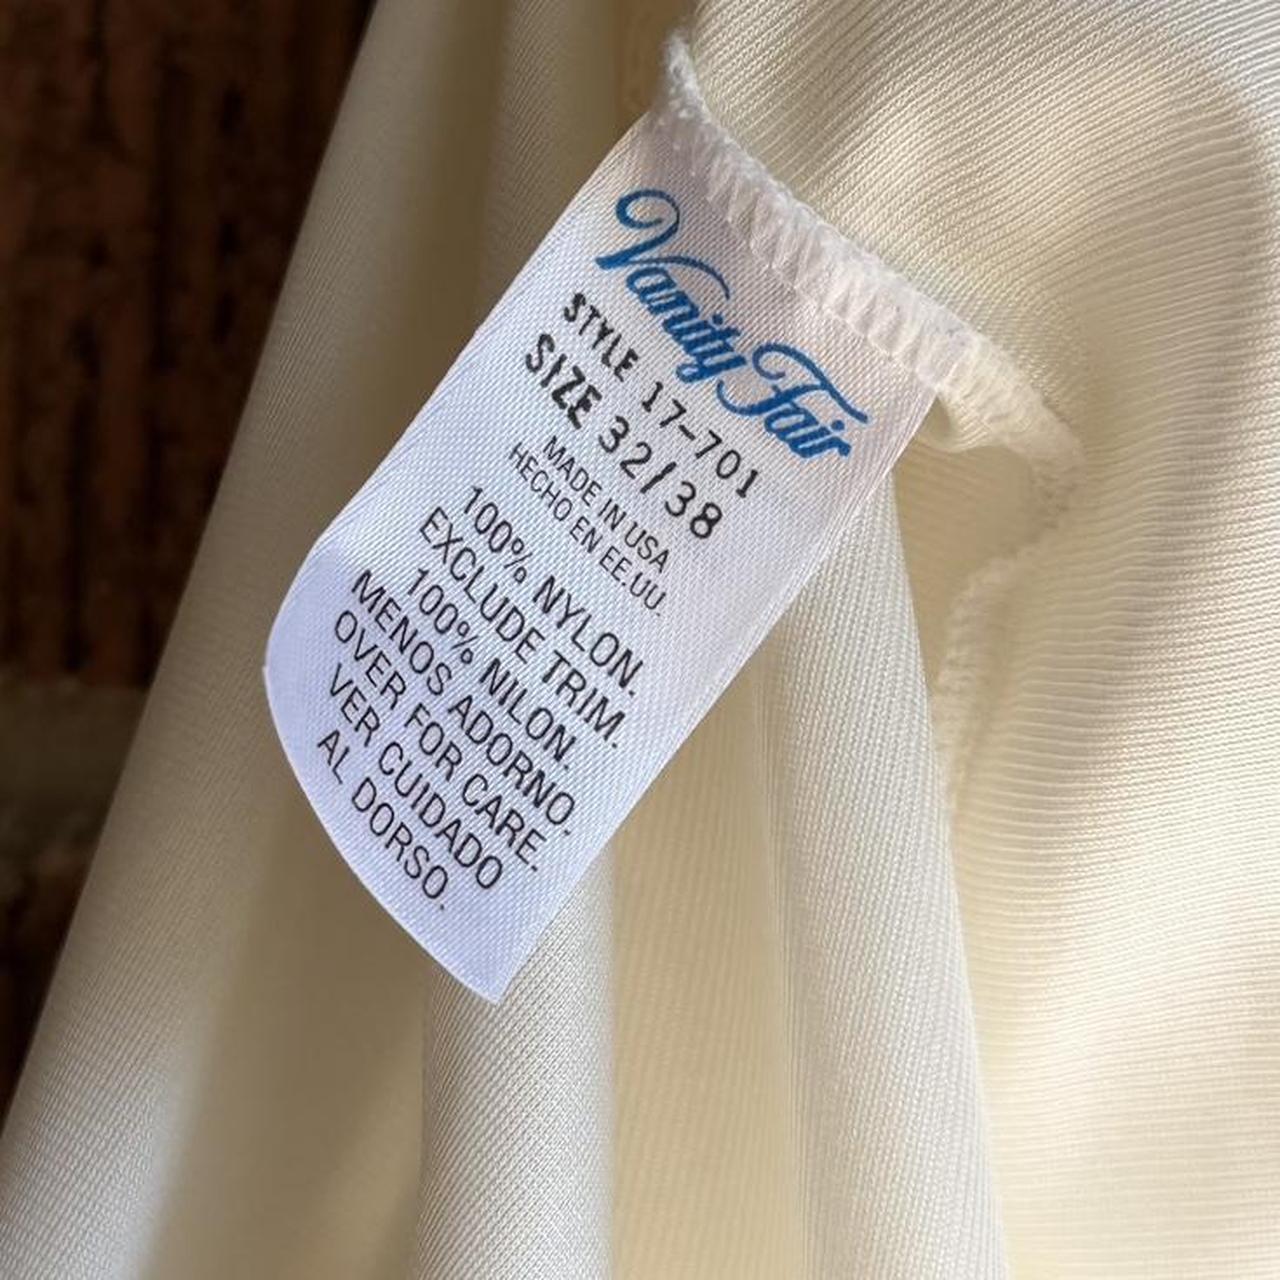 Vanity Fair
STYLE 17-701
SIZE 32/38
MADE IN USA
HECHO EN EE.UU.
100% NYLON.
EXCLUDE TRIM.
100% NILON.
MENOS ADORNO.
OVER FOR CARE.
VER CUIDADO
AL DORSO.